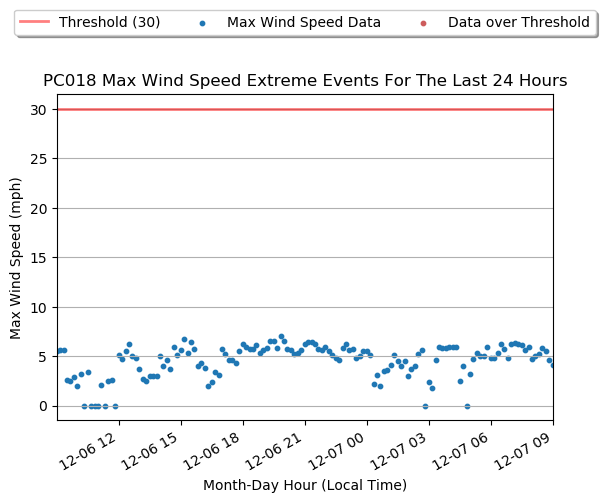 Threshold (30) Max Wind Speed Data Data over Threshold
PC018 Max Wind Speed Extreme Events For The Last 24 Hours
30
25
20
15
10
5
0
Max Wind Speed (mph)
12-06 12 12-06 15 12-06 18 12-06 21 12-07 00 12-07 03 12-07 06 12-07 09
Month-Day Hour (Local Time)